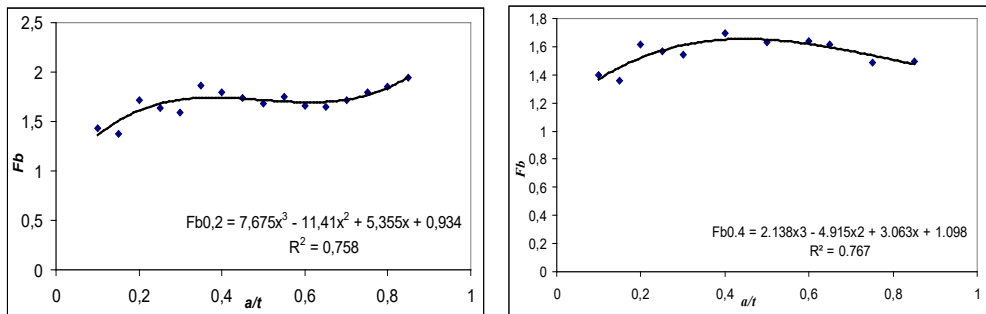 2,5
2
1,5
1
0,5
0
Fb
0 0,2 0,4 0,6 0,8 1
a/t
Fb0,2 = 7,675x³ - 11,41x² + 5,355x + 0,934
R² = 0,758
1,8
1,6
1,4
1,2
1
0,8
0,6
0,4
0,2
0
Fb
0 0,2 0,4 0,6 0,8 1
a/t
Fb0.4 = 2.138x3 - 4.915x2 + 3.063x + 1.098
R² = 0.767